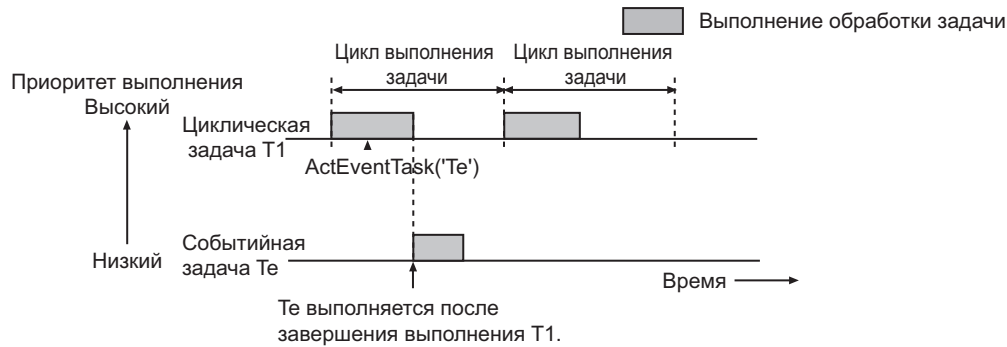 Выполнение обработки задачи
Цикл выполнения
задачи
Цикл выполнения
задачи
Приоритет выполнения
Высокий
Циклическая
задача T1
ActEventTask('Te')
Низкий
Событийная
задача Te
Время
Te выполняется после
завершения выполнения T1.